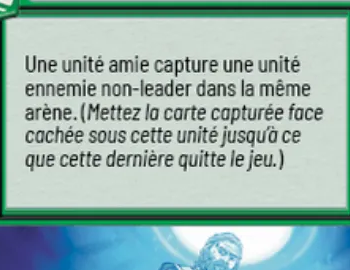 Une unité amie capture une unité
ennemie non-leader dans la même
arène. (Mettez la carte capturée face
cachée sous cette unité jusqu'à ce
que cette dernière quitte le jeu.)